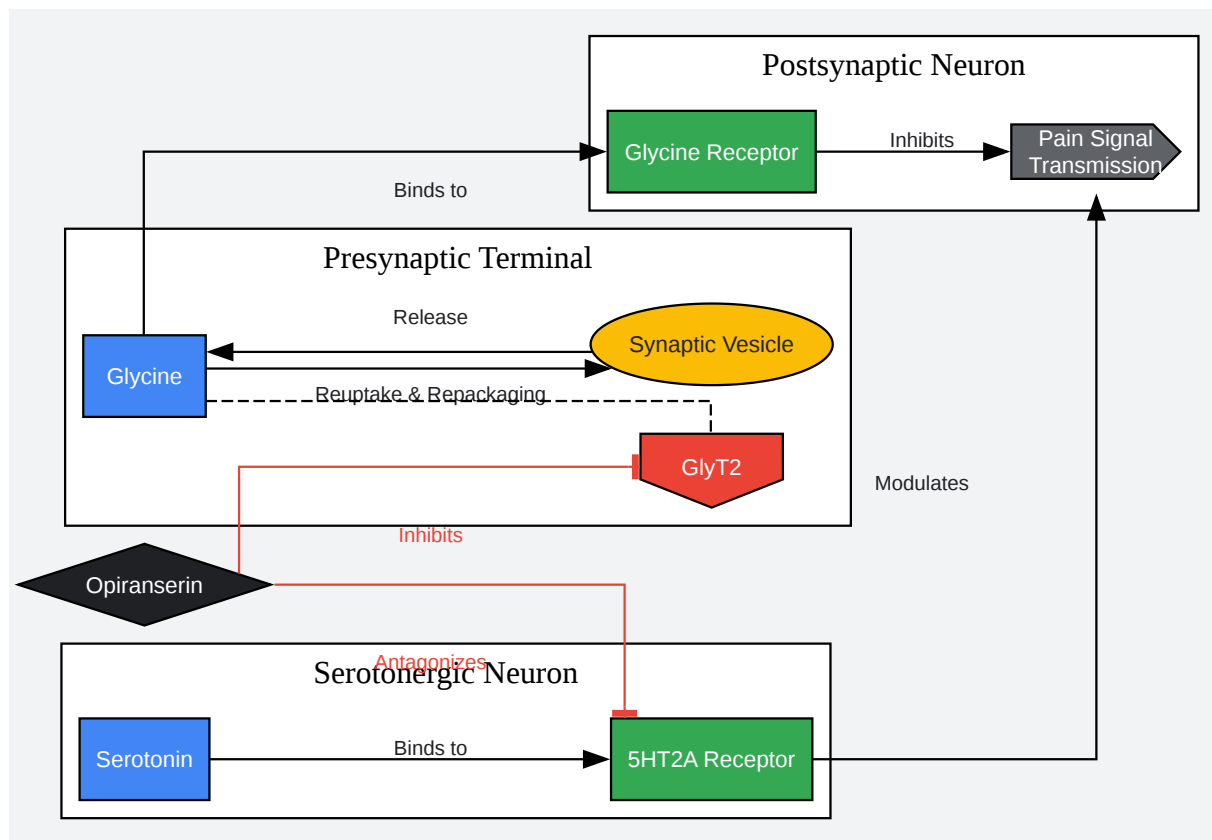 Postsynaptic Neuron
Glycine Receptor
Inhibits
Pain Signal
Transmission
Binds to
Presynaptic Terminal
Release
Synaptic Vesicle
Glycine
Reuptake & Repackaging
GlyT2
Modulates
Inhibits
Opiranserin
Antagonizes
Serotonergic Neuron
Serotonin
Binds to
5HT2A Receptor